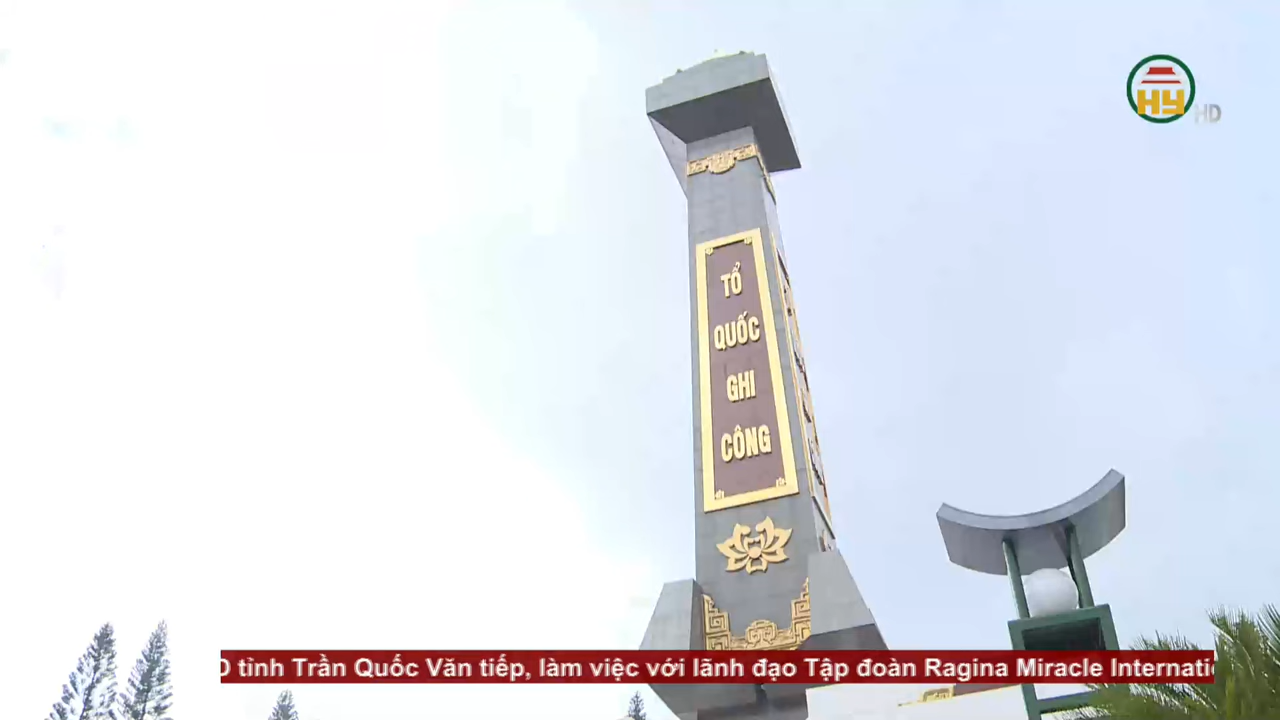 HY HD
TỔ
QUỐC
GHI
CÔNG
tỉnh Trần Quốc Văn tiếp, làm việc với lãnh đạo Tập đoàn Ragina Miracle Internatio